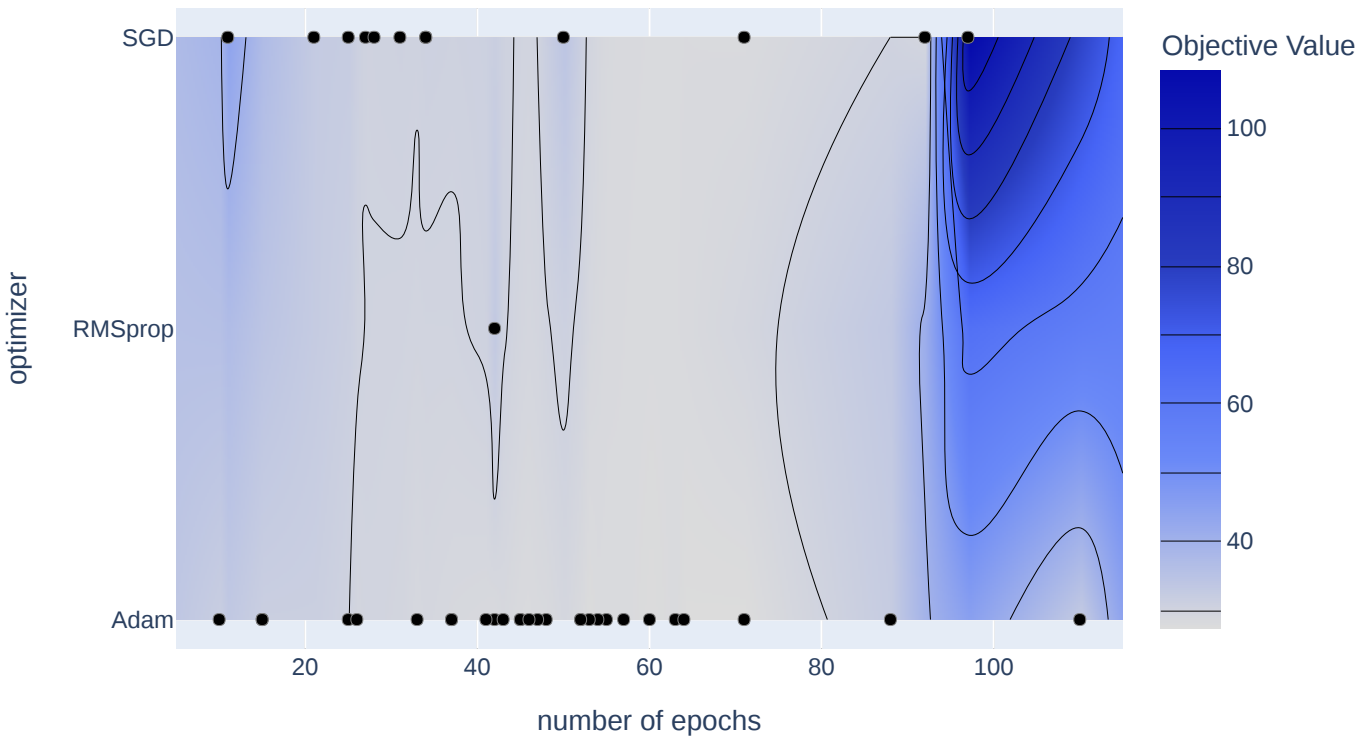 Objective Value
SGD
RMSprop
Adam
optimizer
20
40
60
80
100
number of epochs
100
80
60
40